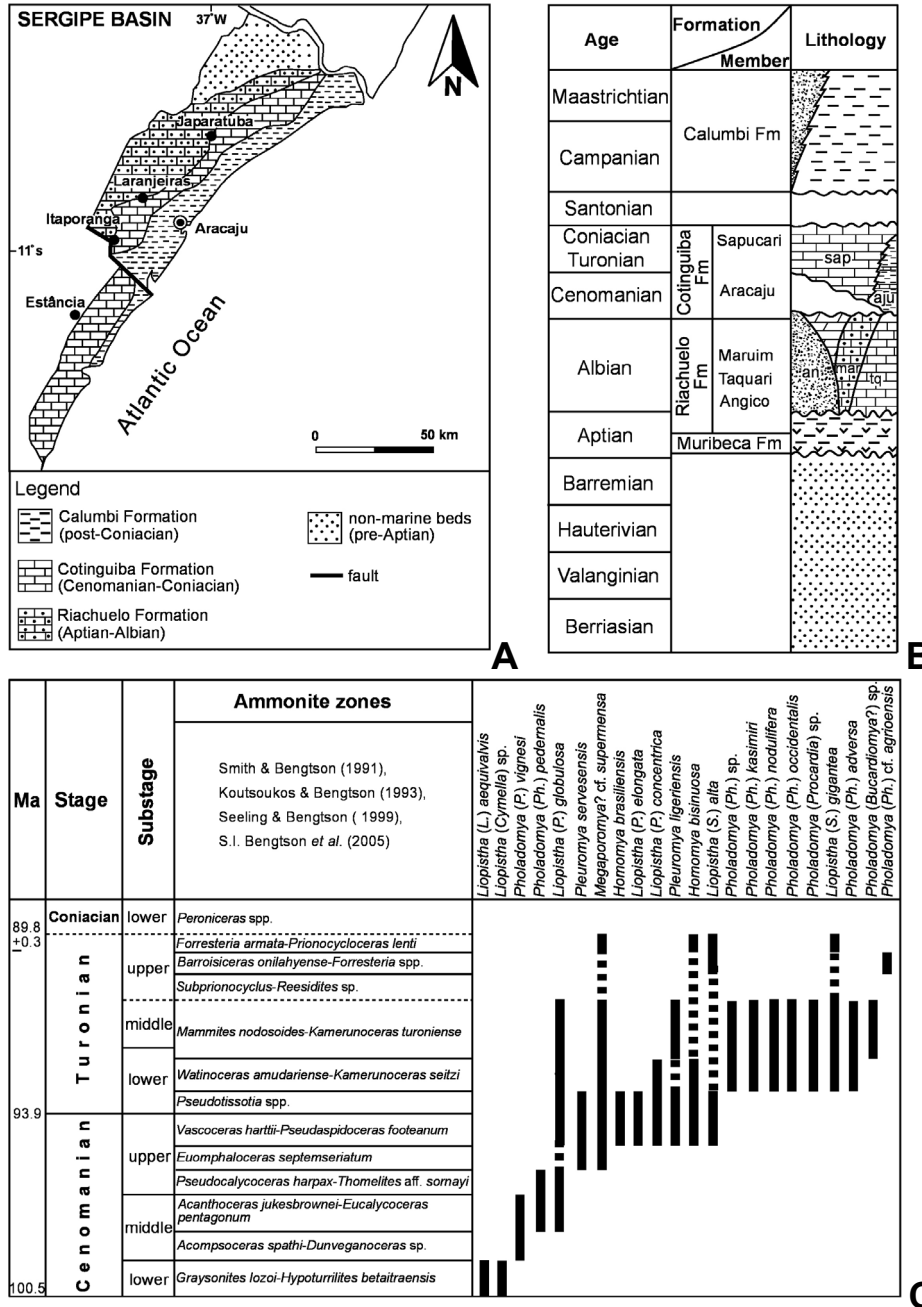 SERGIPE BASIN
37°W
N
Japaratuba
Laranjeiras
Itaporanga
Aracaju
11°s
Estância
Atlantic Ocean
0 50 km
Legend
Calumbi Formation
(post-Coniacian)
non-marine beds
(pre-Aptian)
Cotinguiba Formation
(Cenomanian-Coniacian)
fault
Riachuelo Formation
(Aptian-Albian)
A
Age
Formation
Member
Lithology
Maastrichtian
Calumbi Fm
Campanian
Santonian
Coniacian
Turonian
Cotinguiba
Fm
Sapucari
sap
Cenomanian
Aracaju
aju
Albian
Riachuelo
Fm
Maruim
Taquari
Angico
an
mar
tq
Aptian
Muribeca Fm
Barremian
Hauterivian
Valanginian
Berriasian
B
Ma
Stage
Substage
Ammonite zones
Smith & Bengtson (1991),
Koutsoukos & Bengtson (1993),
Seeling & Bengtson ( 1999),
S.I. Bengtson et al. (2005)
Liopistha (L.) aequivalvis
Liopistha (Cymella) sp.
Pholadomya (P.) vignesi
Pholadomya (Ph.) pedernalis
Liopistha (P.) globulosa
Pleuromya servesensis
Megaporomya? cf. supermensa
Homomya brasiliensis
Liopistha (P.) elongata
Liopistha (P.) concentrica
Pleuromya ligeriensis
Homomya bisinuosa
Liopistha (S.) alta
Pholadomya (Ph.) sp.
Pholadomya (Ph.) kasimiri
Pholadomya (Ph.) nodulifera
Pholadomya (Ph.) occidentalis
Pholadomya (Procardia) sp.
Liopistha (S.) gigantea
Pholadomya (Ph.) adversa
Pholadomya (Bucardiomya?) sp.
Pholadomya (Ph.) cf. agrioensis
89.8
±0.3
Coniacian
lower
Peroniceras spp.
Turonian
upper
Forresteria armata-Prionocycloceras lenti
Barroisiceras onilahyense-Forresteria spp.
Subprionocyclus-Reesidites sp.
middle
Mammites nodosoides-Kamerunoceras turoniense
lower
Watinoceras amudariense-Kamerunoceras seitzi
Pseudotissotia spp.
93.9
Cenomanian
upper
Vascoceras harttii-Pseudaspidoceras footeanum
Euomphaloceras septemseriatum
Pseudocalycoceras harpax-Thomelites aff. sornayi
middle
Acanthoceras jukesbrownei-Eucalycoceras
pentagonum
Acompsoceras spathi-Dunveganoceras sp.
lower
Graysonites lozoi-Hypoturrilites betaitraensis
100.5
C